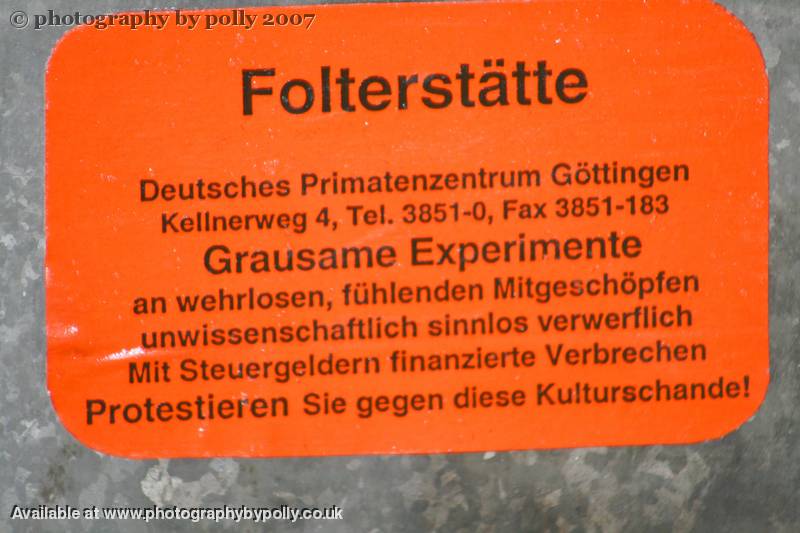 © photography by polly 2007
Folterstätte
Deutsches Primatenzentrum Göttingen
Kellnerweg 4, Tel. 3851-0, Fax 3851-183
Grausame Experimente
an wehrlosen, fühlenden Mitgeschöpfen
unwissenschaftlich sinnlos verwerflich
Mit Steuergeldern finanzierte Verbrechen
Protestieren Sie gegen diese Kulturschande!
Available at www.photographybypolly.co.uk